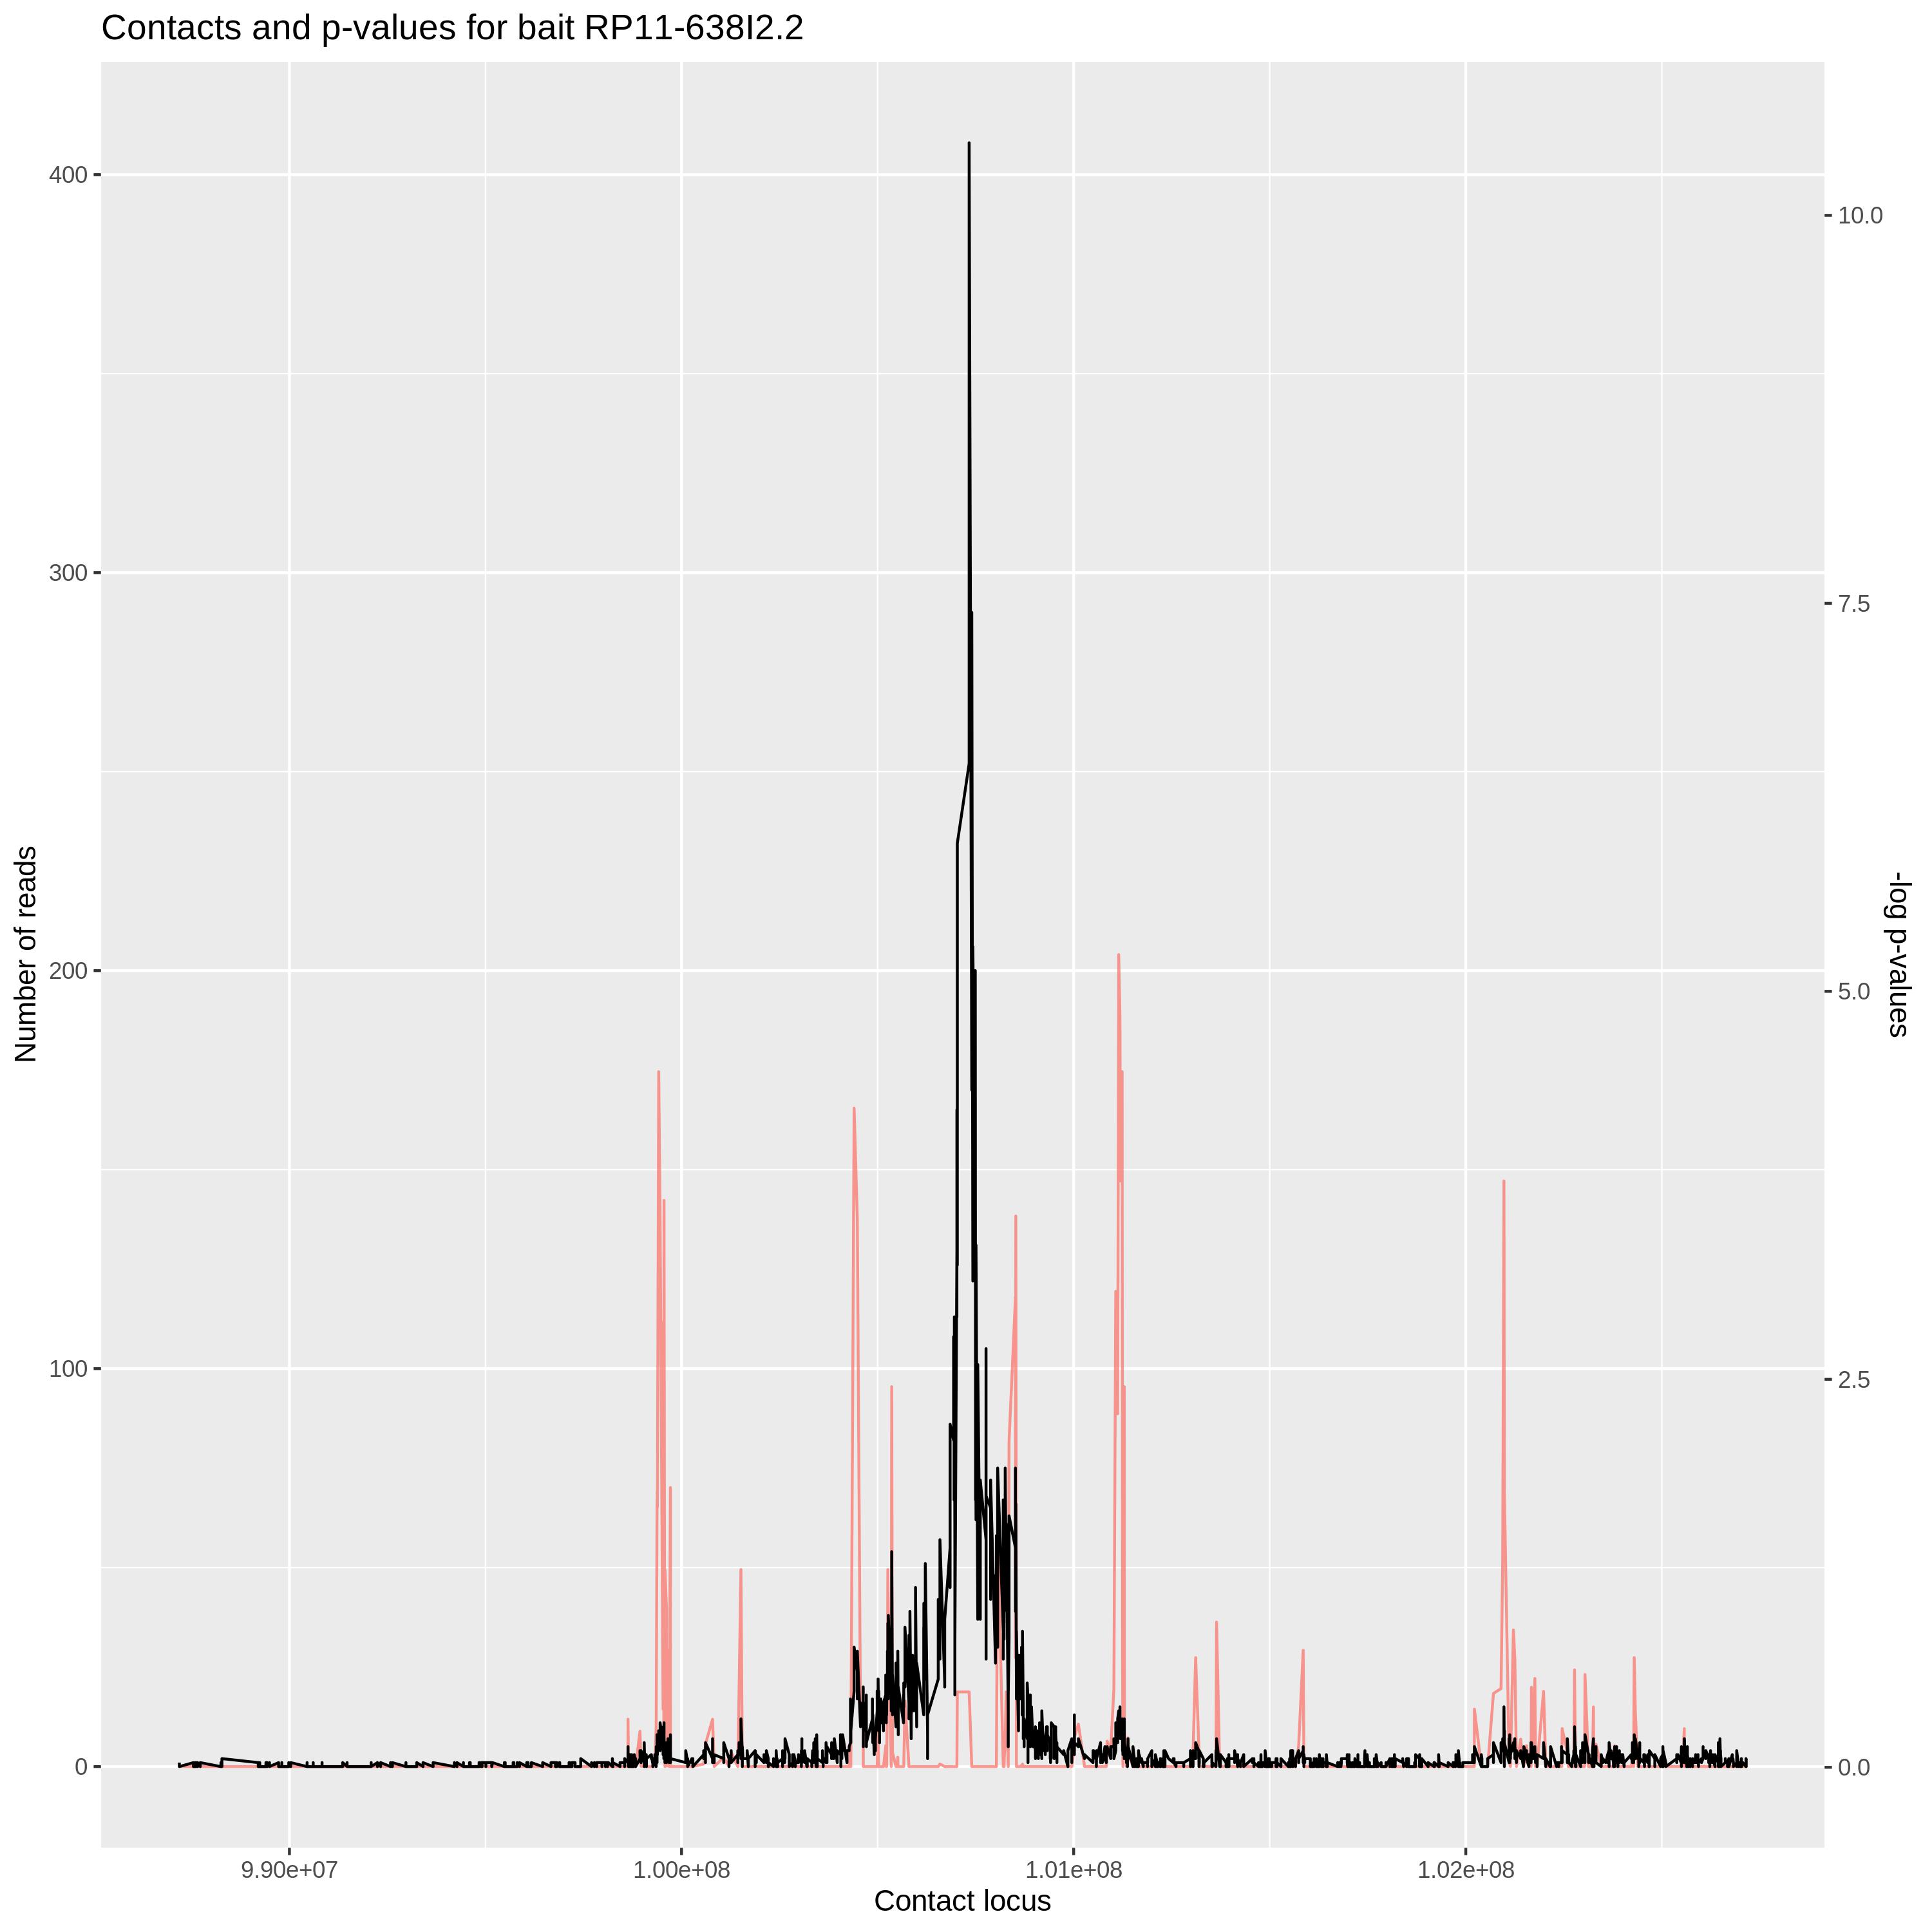 Contacts and p-values for bait RP11-638I2.2
400
300
200
100
0
Number of reads
10.0
7.5
5.0
2.5
0.0
-log p-values
9.90e+07
1.00e+08
1.01e+08
1.02e+08
Contact locus